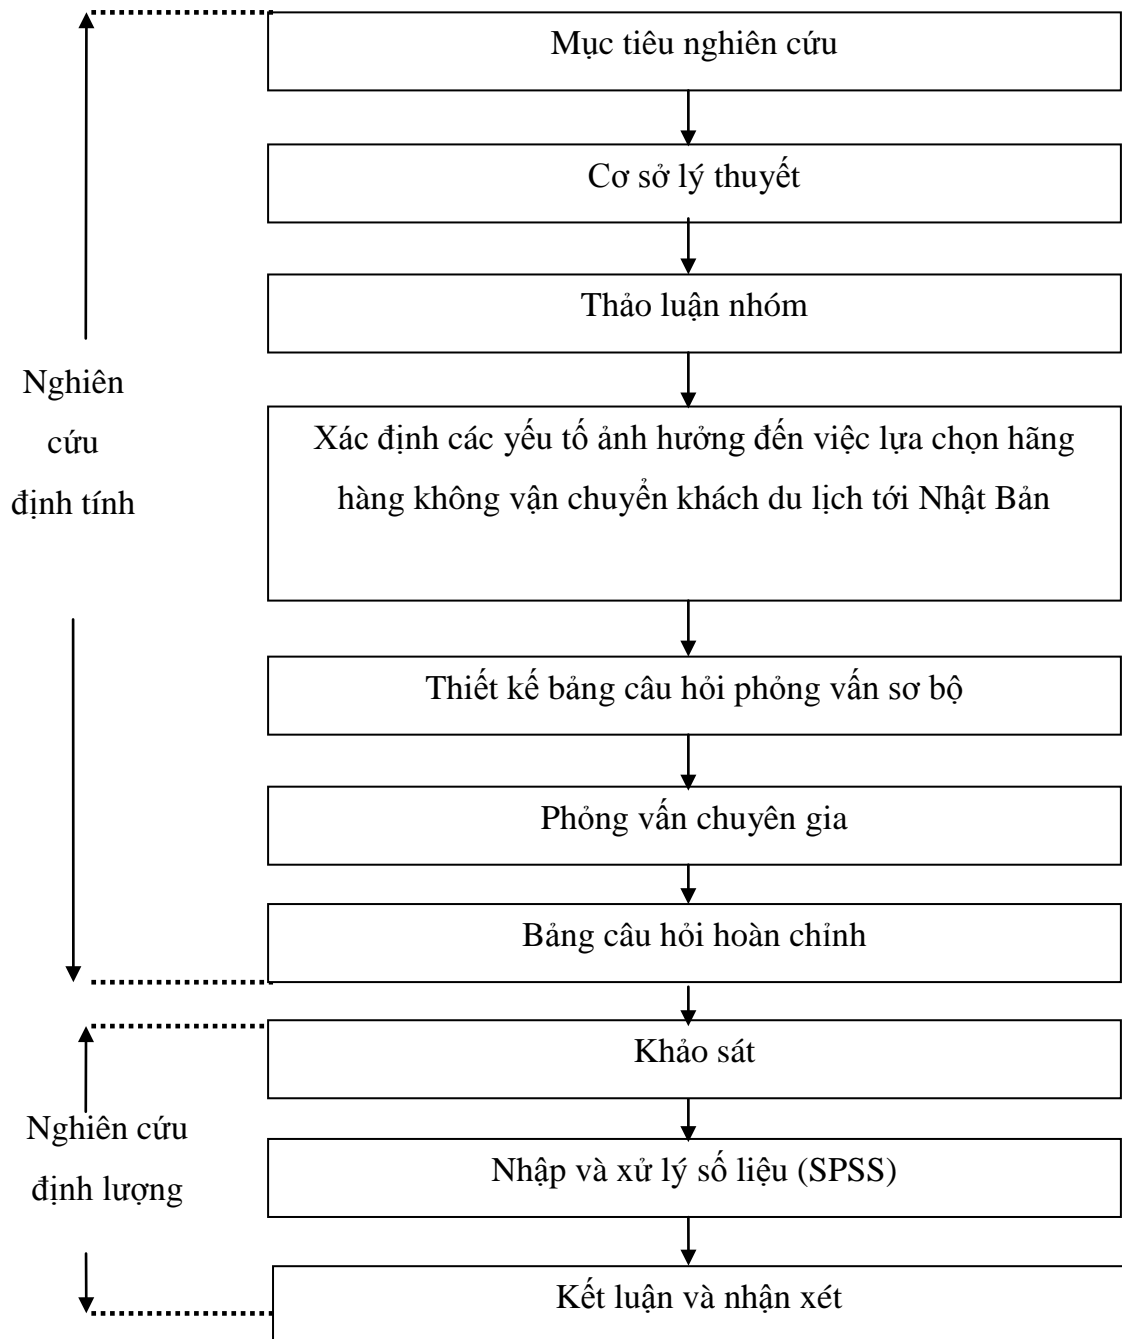 Mục tiêu nghiên cứu
Cơ sở lý thuyết
Thảo luận nhóm
Nghiên
cứu
định tính
Xác định các yếu tố ảnh hưởng đến việc lựa chọn hãng
hàng không vận chuyển khách du lịch tới Nhật Bản
Thiết kế bảng câu hỏi phỏng vấn sơ bộ
Phỏng vấn chuyên gia
Bảng câu hỏi hoàn chỉnh
Khảo sát
Nghiên cứu
định lượng
Nhập và xử lý số liệu (SPSS)
Kết luận và nhận xét